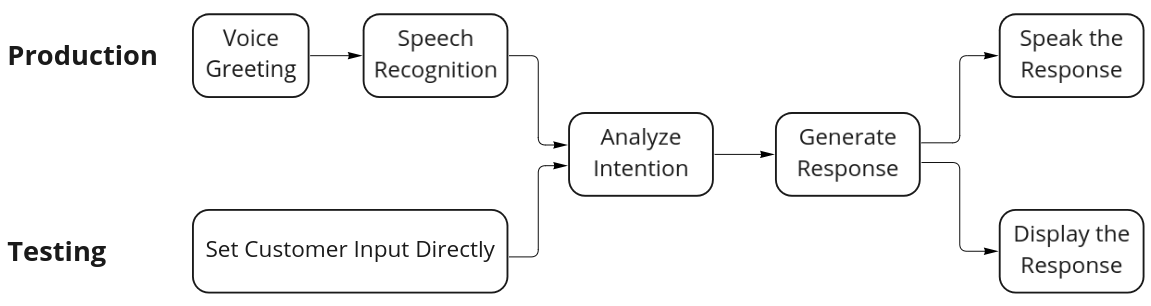 Production
Voice
Greeting
Speech
Recognition
Speak the
Response
Analyze
Intention
Generate
Response
Testing
Set Customer Input Directly
Display the
Response